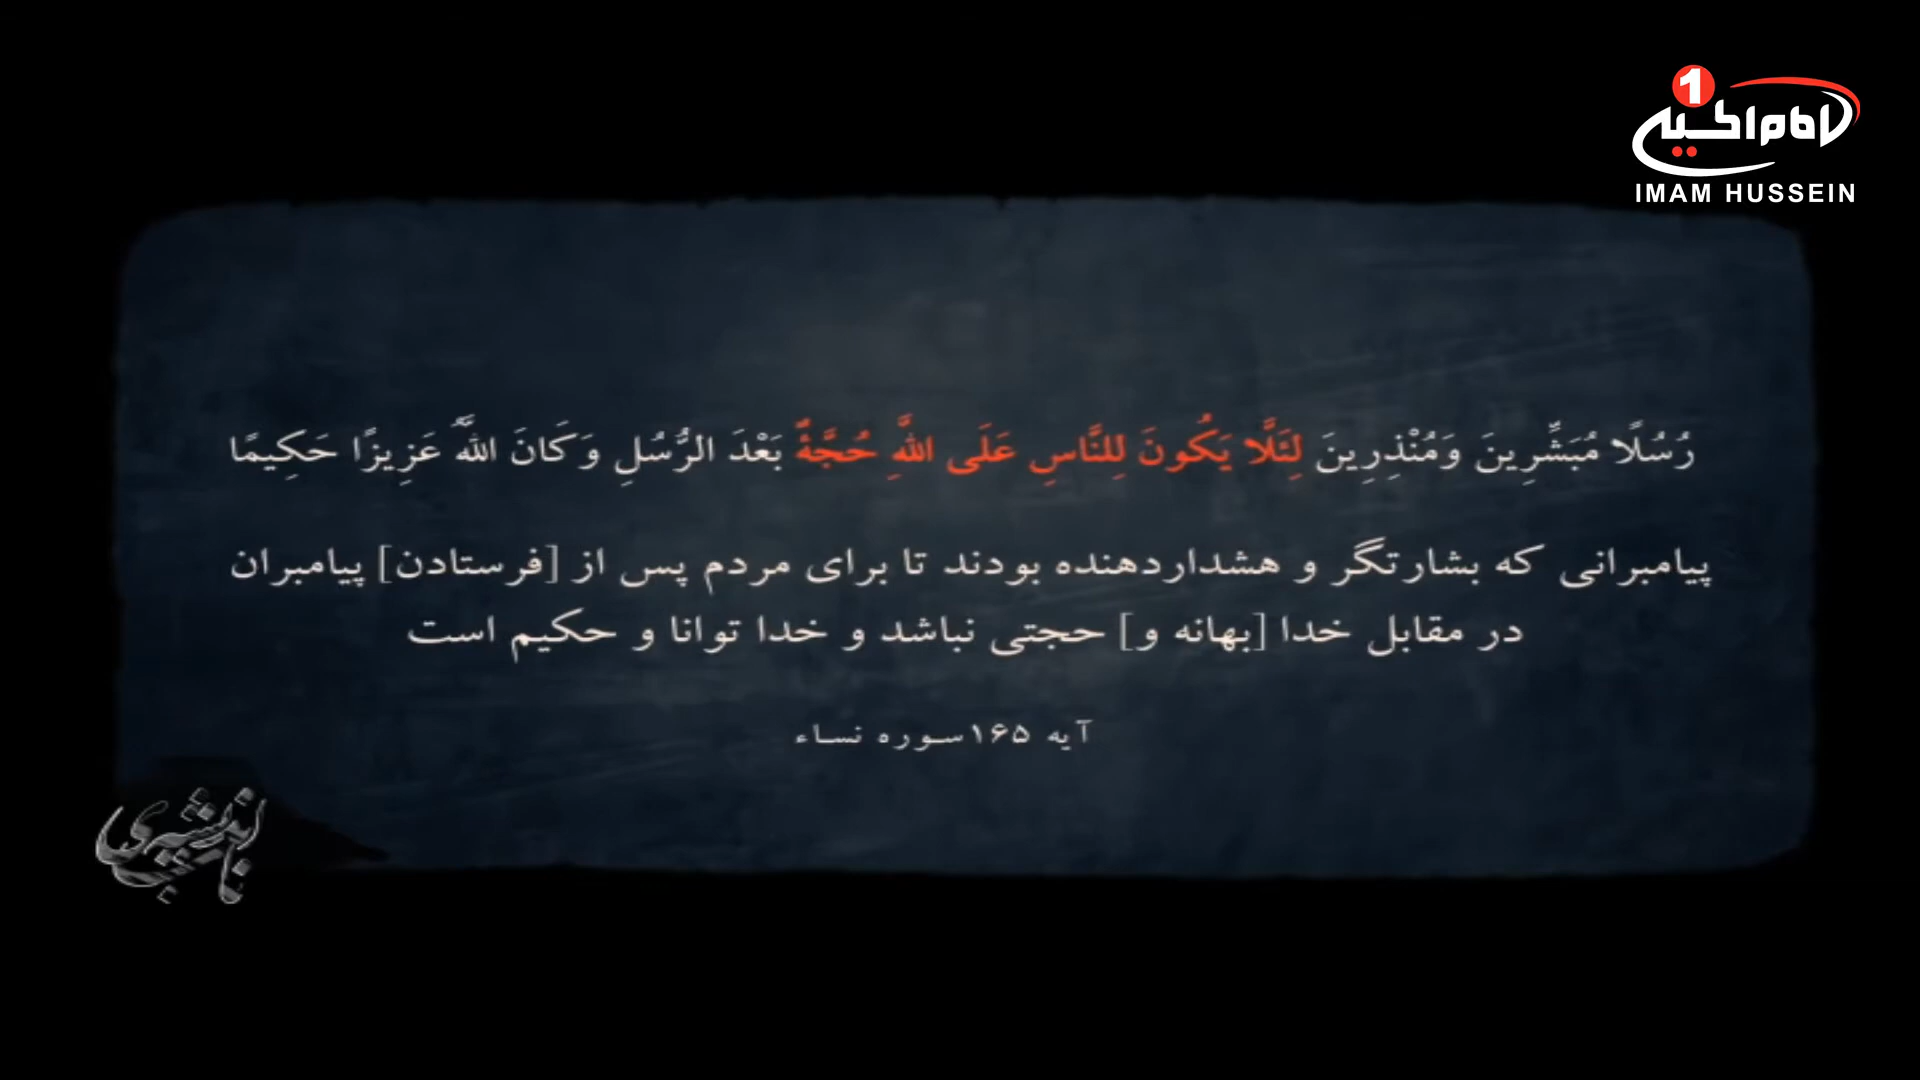 1
امام الحسین
IMAM HUSSEIN
رُسُلًا مُبَشِّرِينَ وَمُنْذِرِينَ لِئَلَّا يَكُونَ لِلنَّاسِ عَلَى اللَّهِ حُجَّةٌ بَعْدَ الرُّسُلِ وَكَانَ اللَّهُ عَزِيزًا حَكِيمًا
پیامبرانی که بشارتگر و هشداردهنده بودند تا برای مردم پس از [فرستادن] پیامبران
در مقابل خدا [بهانه و] حجتی نباشد و خدا توانا و حکیم است
آیه ۱۶۵ سوره نساء